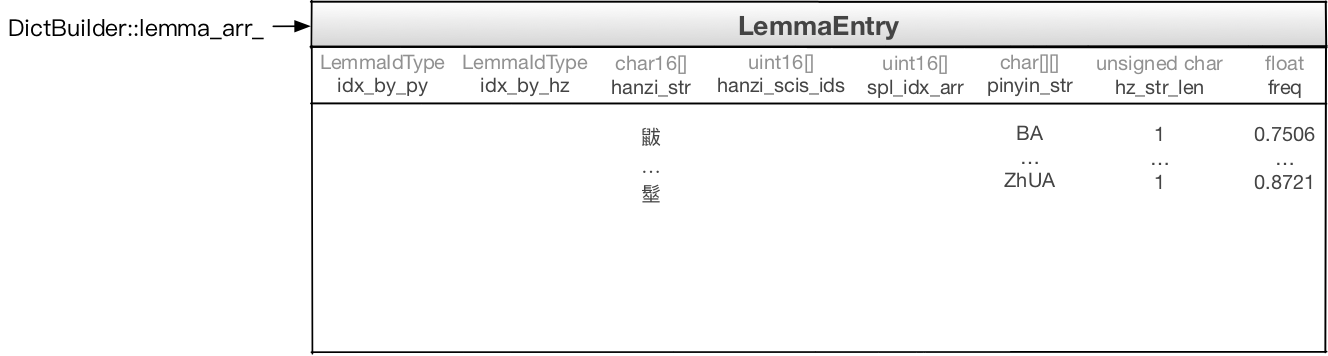 DictBuilder::lemma_arr_
LemmaEntry
LemmaIdType LemmaIdType char16[] uint16[] uint16[] char[][] unsigned char float
idx_by_py idx_by_hz hanzi_str hanzi_scis_ids spl_idx_arr pinyin_str hz_str_len freq
鼥 BA 1 0.7506
… … … …
髽 ZhUA 1 0.8721